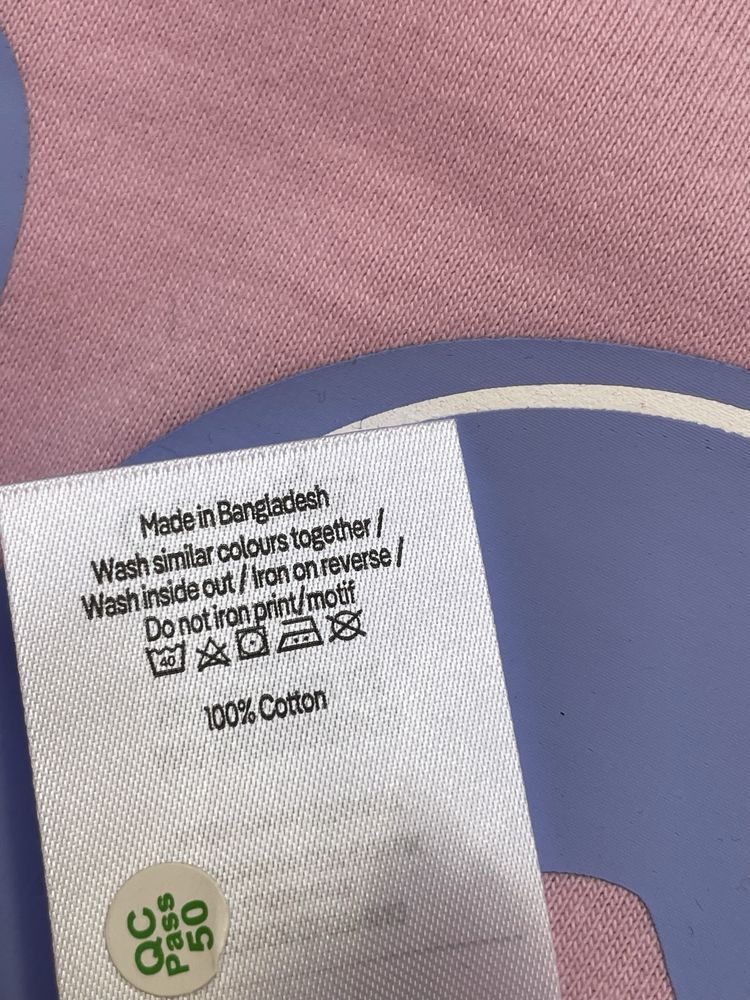 Made in Bangladesh
Wash similar colours together /
Wash inside out / Iron on reverse /
Do not iron print/motif
40
100% Cotton
QC
Pass
50